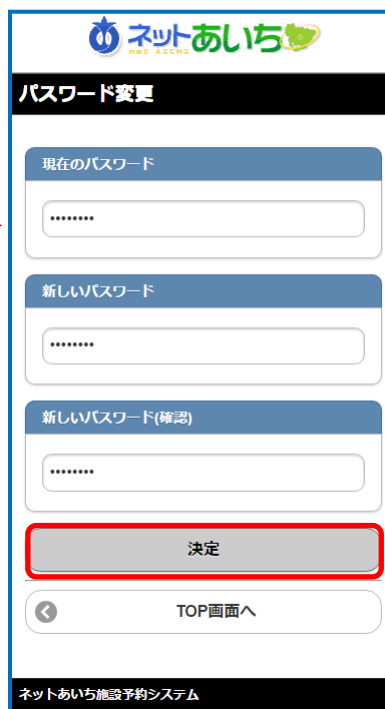 ネットあいち
NET AICHI
パスワード変更
現在のパスワード
••••••••
新しいパスワード
••••••••
新しいパスワード(確認)
••••••••
決定
TOP画面へ
ネットあいち施設予約システム